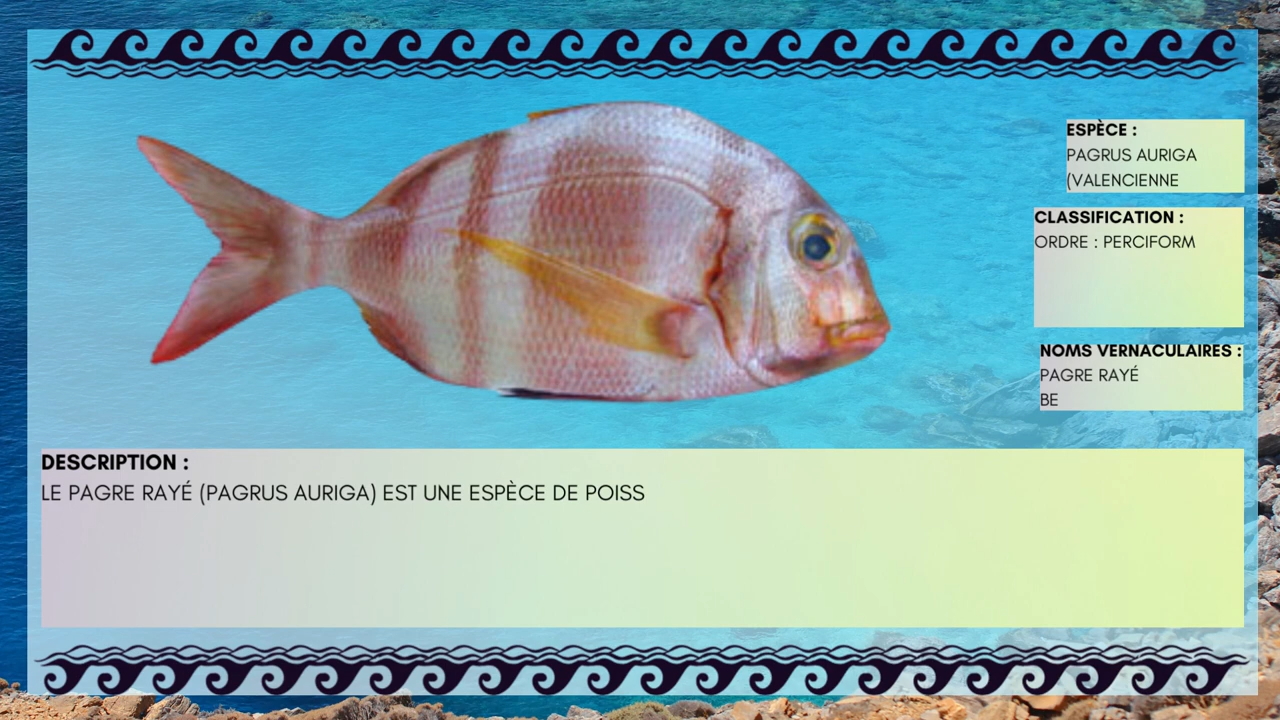 ESPÈCE :
PAGRUS AURIGA
(VALENCIENNE
CLASSIFICATION :
ORDRE : PERCIFORM
NOMS VERNACULAIRES :
PAGRE RAYÉ
BE
DESCRIPTION :
LE PAGRE RAYÉ (PAGRUS AURIGA) EST UNE ESPÈCE DE POISS